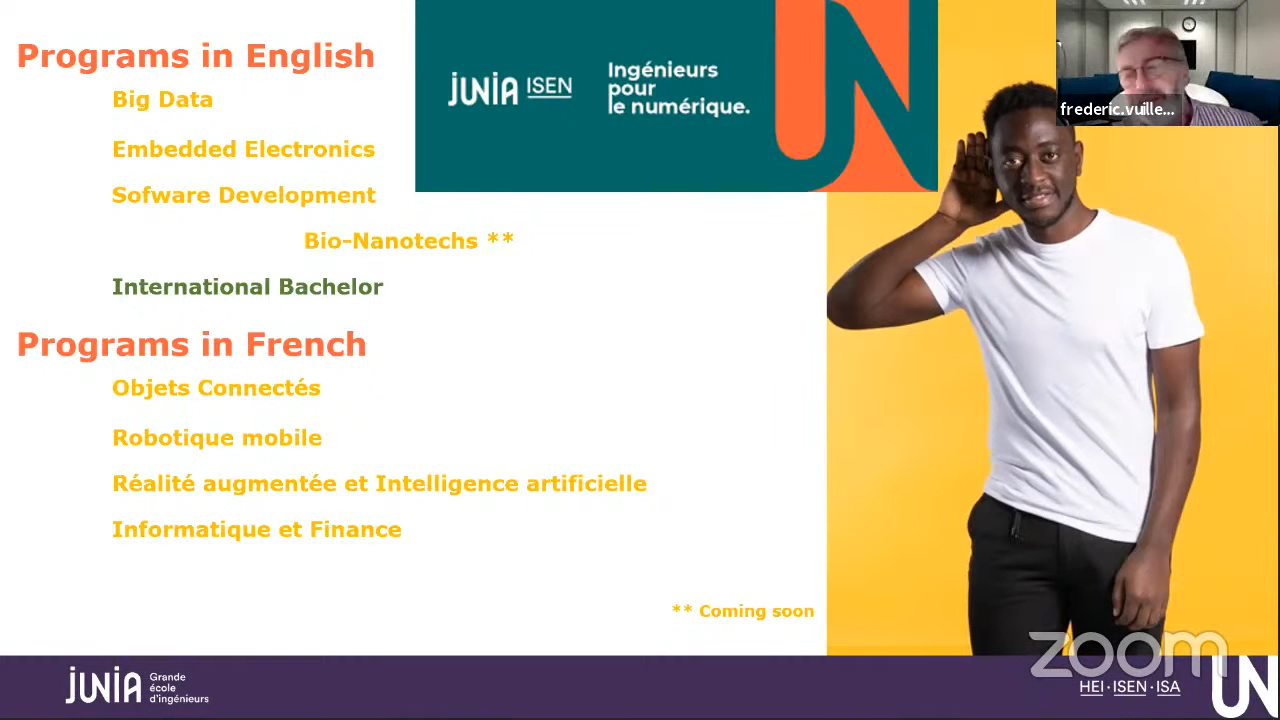 Programs in English
Big Data
Embedded Electronics
Sofware Development
Bio-Nanotechs **
International Bachelor
Programs in French
Objets Connectés
Robotique mobile
Réalité augmentée et Intelligence artificielle
Informatique et Finance
** Coming soon
JUNIA ISEN
Ingénieurs
pour
le numérique.
UN
frederic.vuille...
zoom
JUNIA
Grande
école
d'ingénieurs
HEI · ISEN · ISA
UN